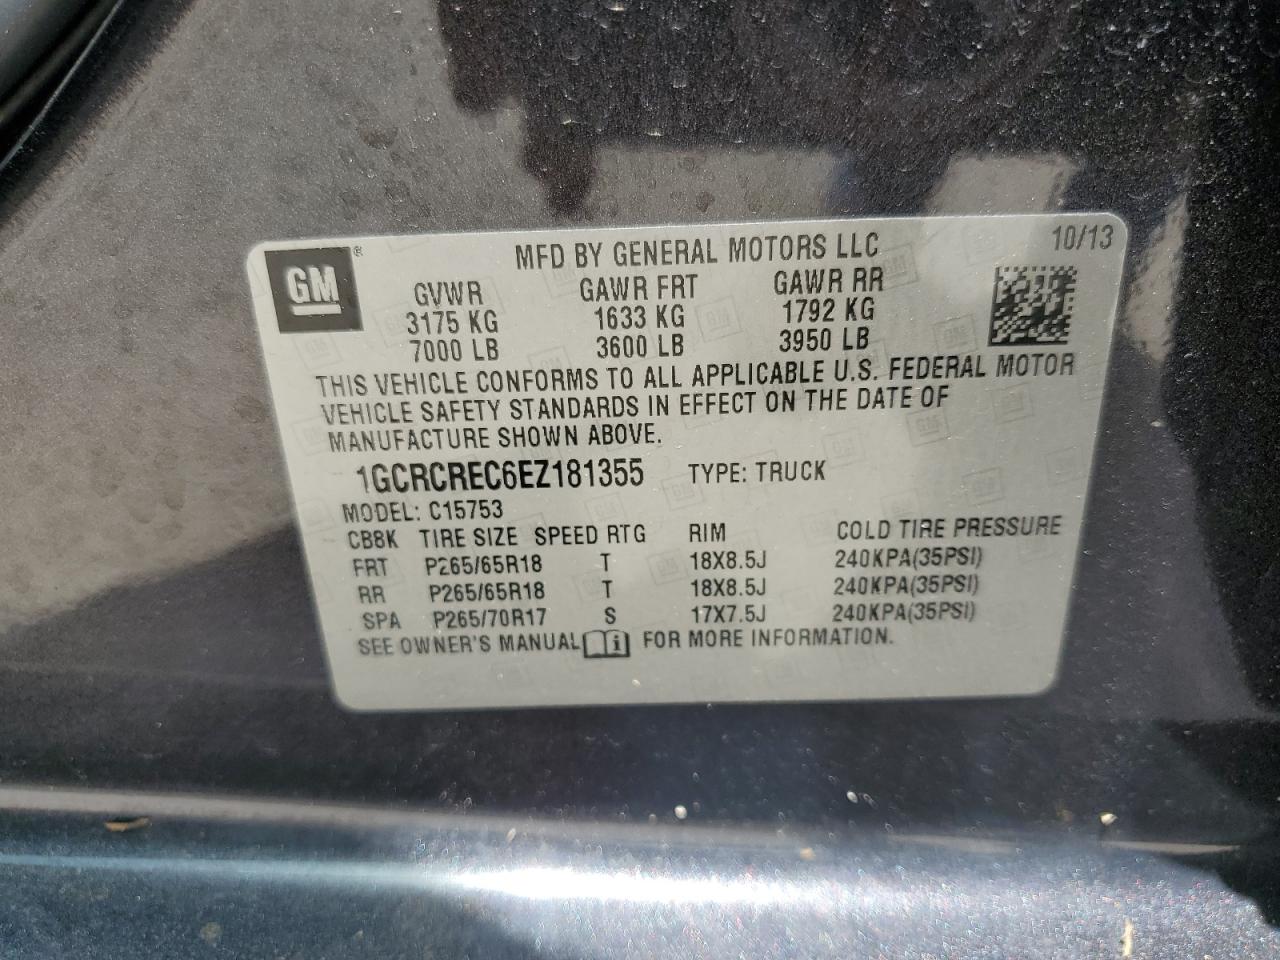 GM ®
MFD BY GENERAL MOTORS LLC 10/13
GVWR GAWR FRT GAWR RR
3175 KG 1633 KG 1792 KG
7000 LB 3600 LB 3950 LB
THIS VEHICLE CONFORMS TO ALL APPLICABLE U.S. FEDERAL MOTOR
VEHICLE SAFETY STANDARDS IN EFFECT ON THE DATE OF
MANUFACTURE SHOWN ABOVE.
1GCRCREC6EZ181355 TYPE: TRUCK
MODEL: C15753
CB8K TIRE SIZE SPEED RTG RIM COLD TIRE PRESSURE
FRT P265/65R18 T 18X8.5J 240KPA(35PSI)
RR P265/65R18 T 18X8.5J 240KPA(35PSI)
SPA P265/70R17 S 17X7.5J 240KPA(35PSI)
SEE OWNER'S MANUAL i FOR MORE INFORMATION.